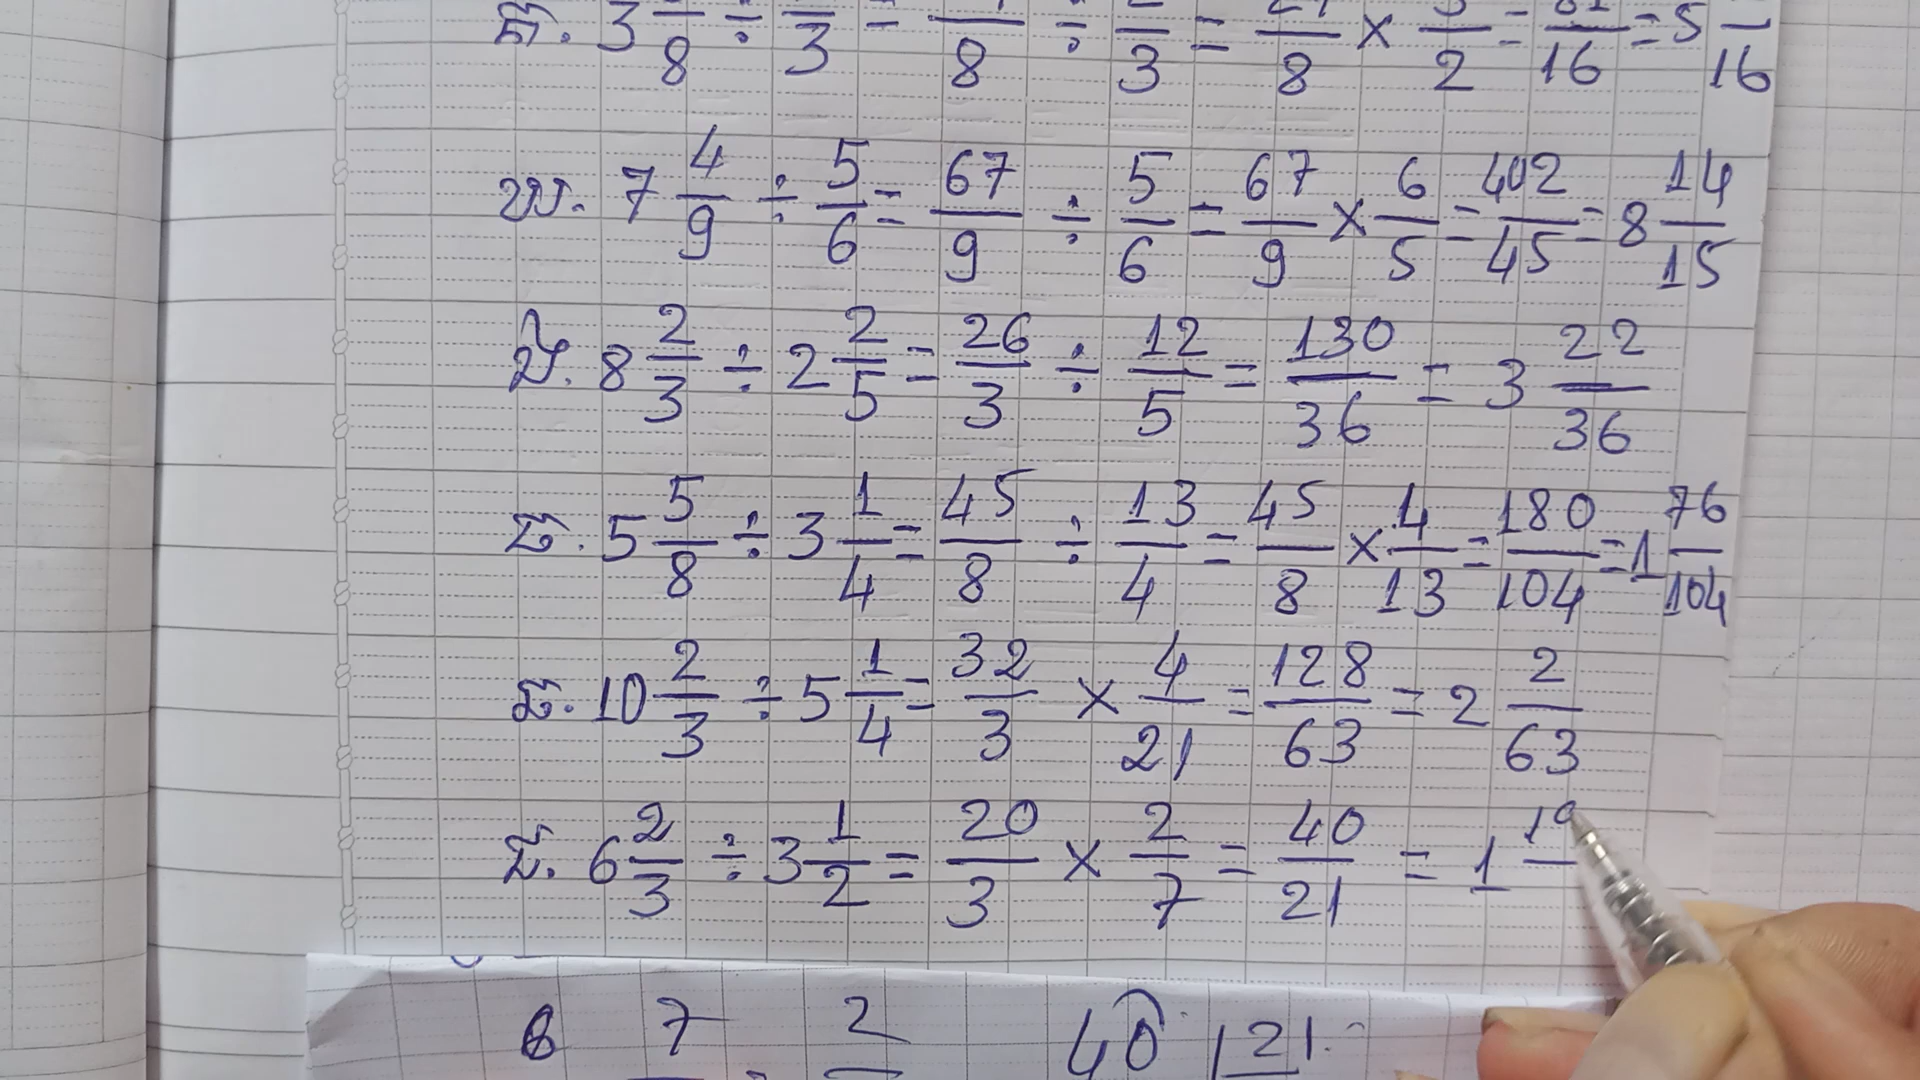 3 /8 ÷ /3 = /8 ÷ /3 = /8 × /2 = /16 = 5 /16
7 4/9 ÷ 5/6 = 67/9 ÷ 5/6 = 67/9 × 6/5 = 402/45 = 8 14/15
8 2/3 ÷ 2 2/5 = 26/3 ÷ 12/5 = 130/36 = 3 22/36
5 5/8 ÷ 3 1/4 = 45/8 ÷ 13/4 = 45/8 × 4/13 = 180/104 = 1 76/104
10 2/3 ÷ 5 1/4 = 32/3 × 4/21 = 128/63 = 2 2/63
6 2/3 ÷ 3 1/2 = 20/3 × 2/7 = 40/21 = 1 19
7 2 40 21